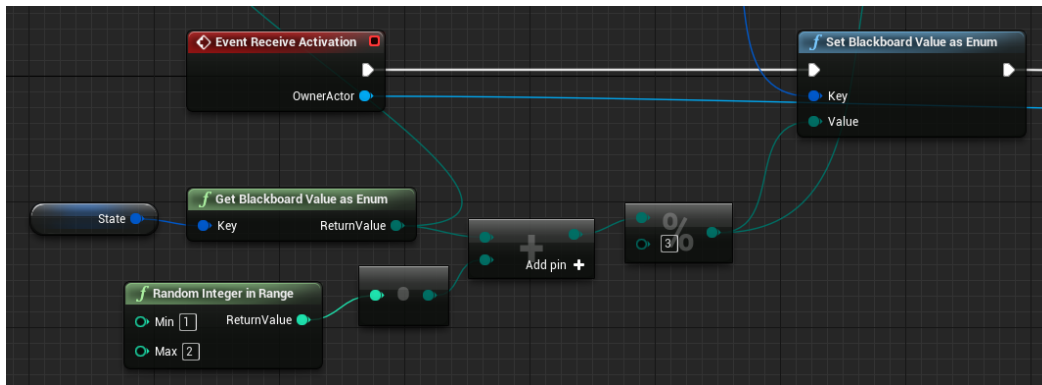 Event Receive Activation
OwnerActor
f Set Blackboard Value as Enum
Key
Value
State
f Get Blackboard Value as Enum
Key ReturnValue
+
Add pin +
%
3
f Random Integer in Range
Min 1 ReturnValue
Max 2